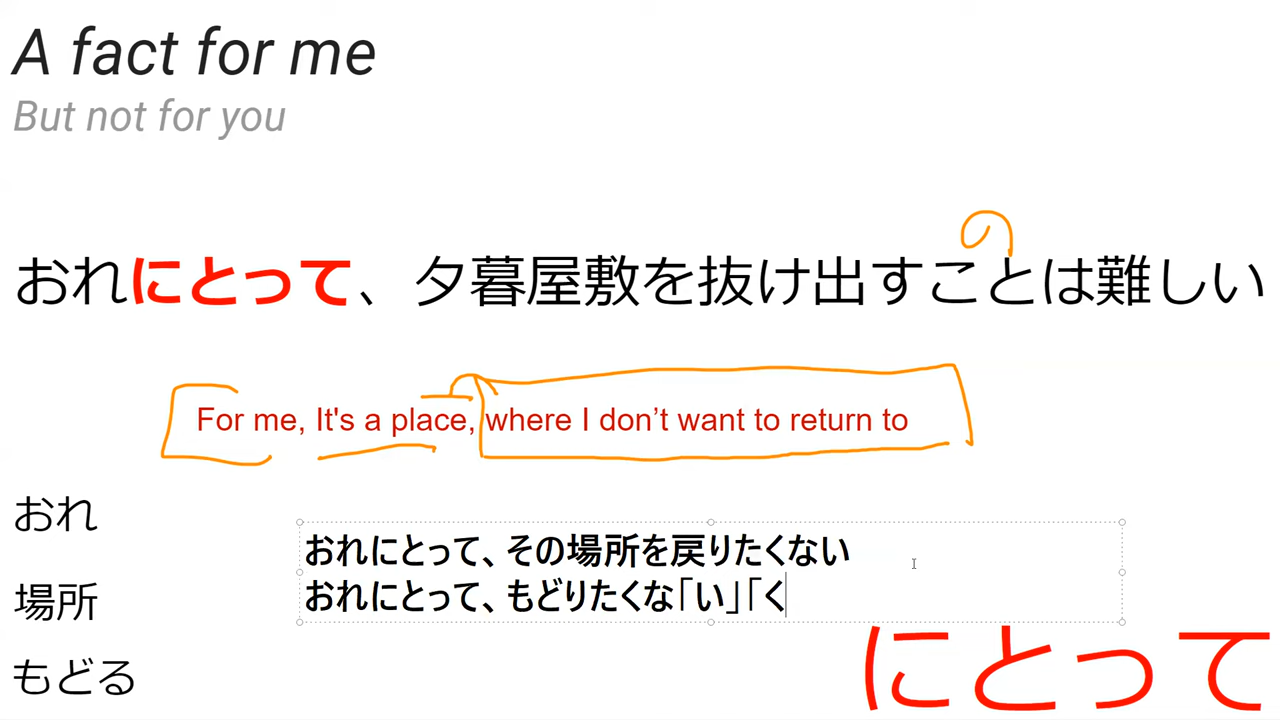 A fact for me
But not for you
の
おれにとって、夕暮屋敷を抜け出すことは難しい
For me, It's a place, where I don’t want to return to
おれ
場所
もどる
おれにとって、その場所を戻りたくない
おれにとって、もどりたくな「い」「く
にとって